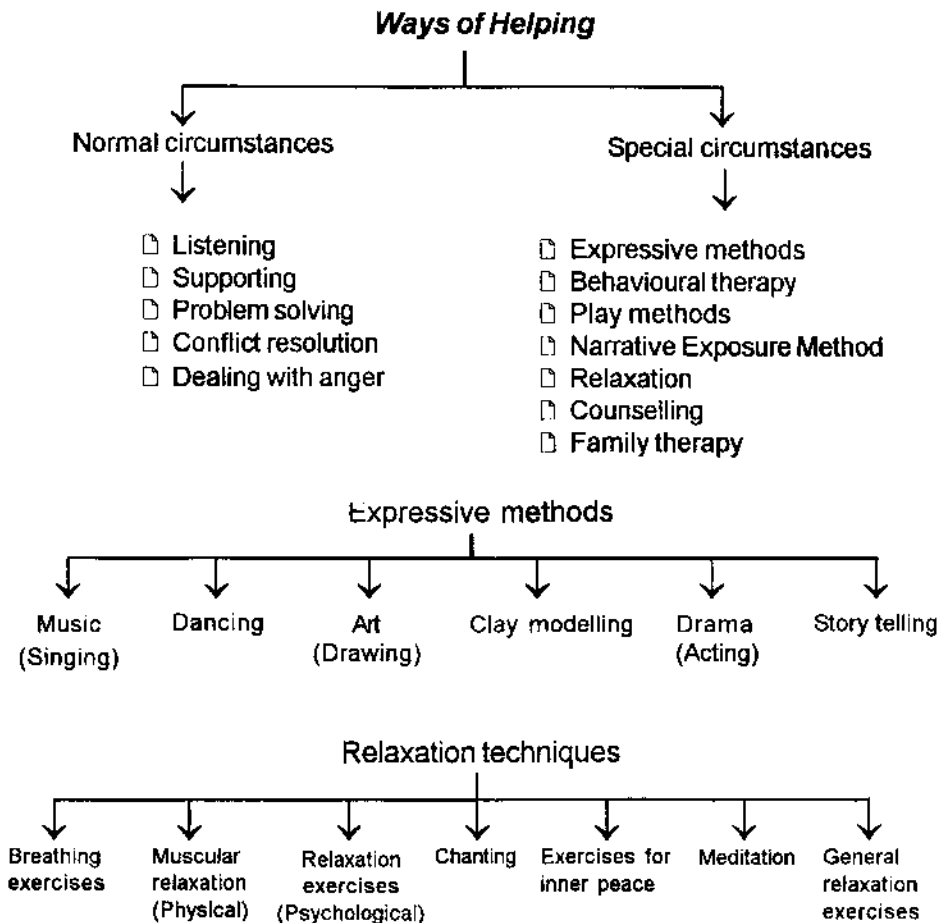 Ways of Helping
Normal circumstances
Special circumstances
Listening
Supporting
Problem solving
Conflict resolution
Dealing with anger
Expressive methods
Behavioural therapy
Play methods
Narrative Exposure Method
Relaxation
Counselling
Family therapy
Expressive methods
Music
(Singing)
Dancing
Art
(Drawing)
Clay modelling
Drama
(Acting)
Story telling
Relaxation techniques
Breathing
exercises
Muscular
relaxation
(Physical)
Relaxation
exercises
(Psychological)
Chanting
Exercises for
inner peace
Meditation
General
relaxation
exercises